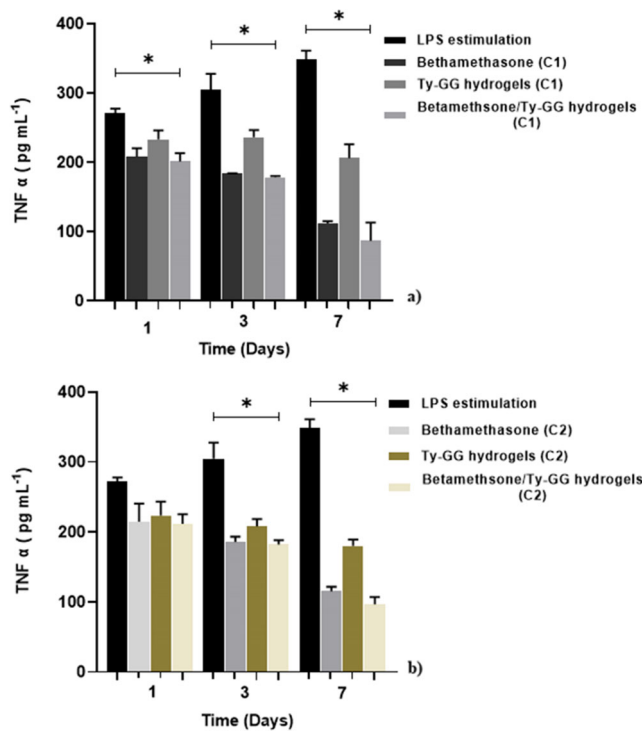 *
*
*
400
300
200
100
0
TNF α ( pg mL-1)
1
3
7
Time (Days)
LPS estimulation
Bethamethasone (C1)
Ty-GG hydrogels (C1)
Betamethsone/Ty-GG hydrogels
(C1)
a)
*
*
400
300
200
100
0
TNF α ( pg mL-1)
1
3
7
Time (Days)
LPS estimulation
Bethamethasone (C2)
Ty-GG hydrogels (C2)
Betamethsone/Ty-GG hydrogels
(C2)
b)